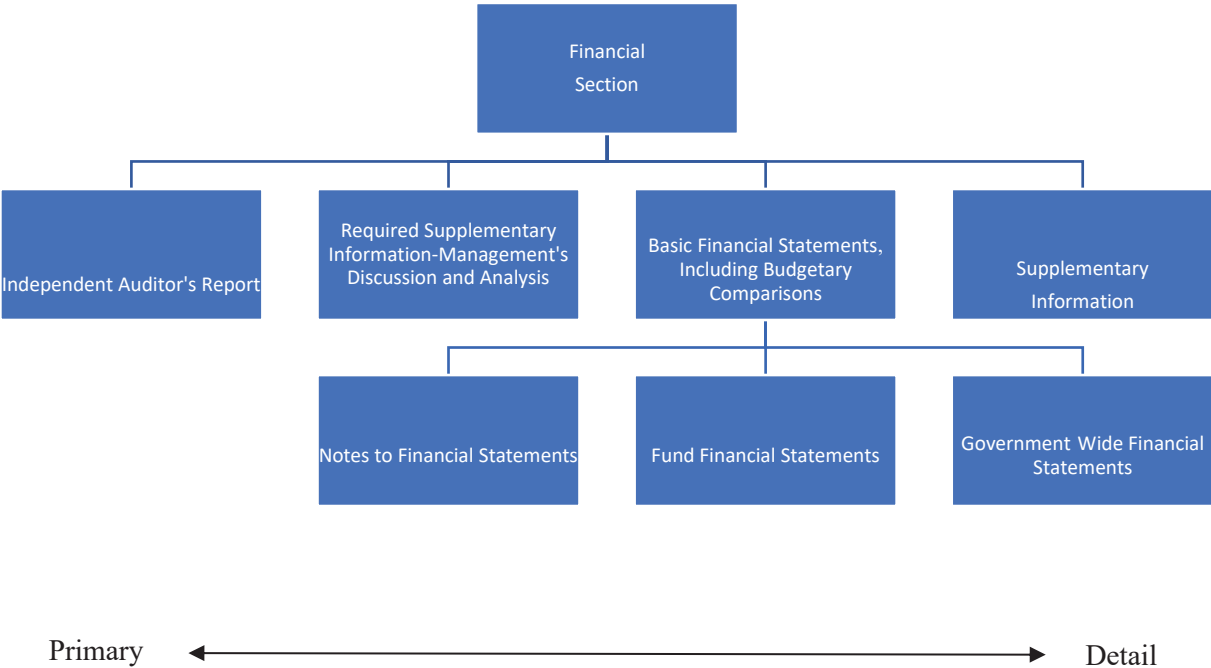 Financial
Section
Independent Auditor's Report
Required Supplementary
Information-Management's
Discussion and Analysis
Basic Financial Statements,
Including Budgetary
Comparisons
Supplementary
Information
Notes to Financial Statements
Fund Financial Statements
Government Wide Financial
Statements
Primary
Detail